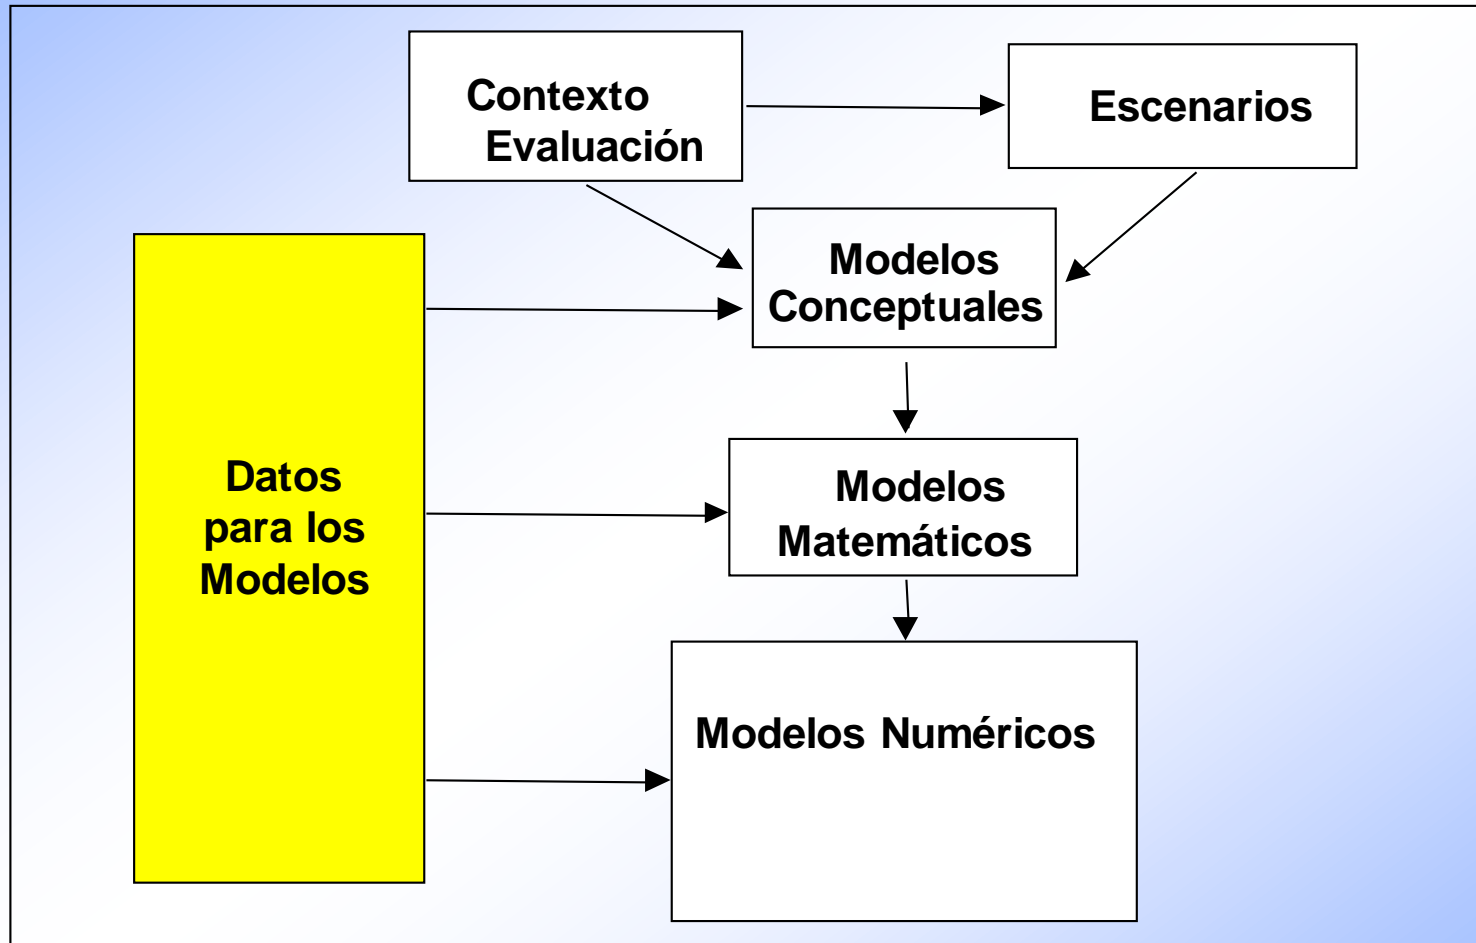 Contexto
Evaluación
Escenarios
Modelos
Conceptuales
Datos
para los
Modelos
Modelos
Matemáticos
Modelos Numéricos